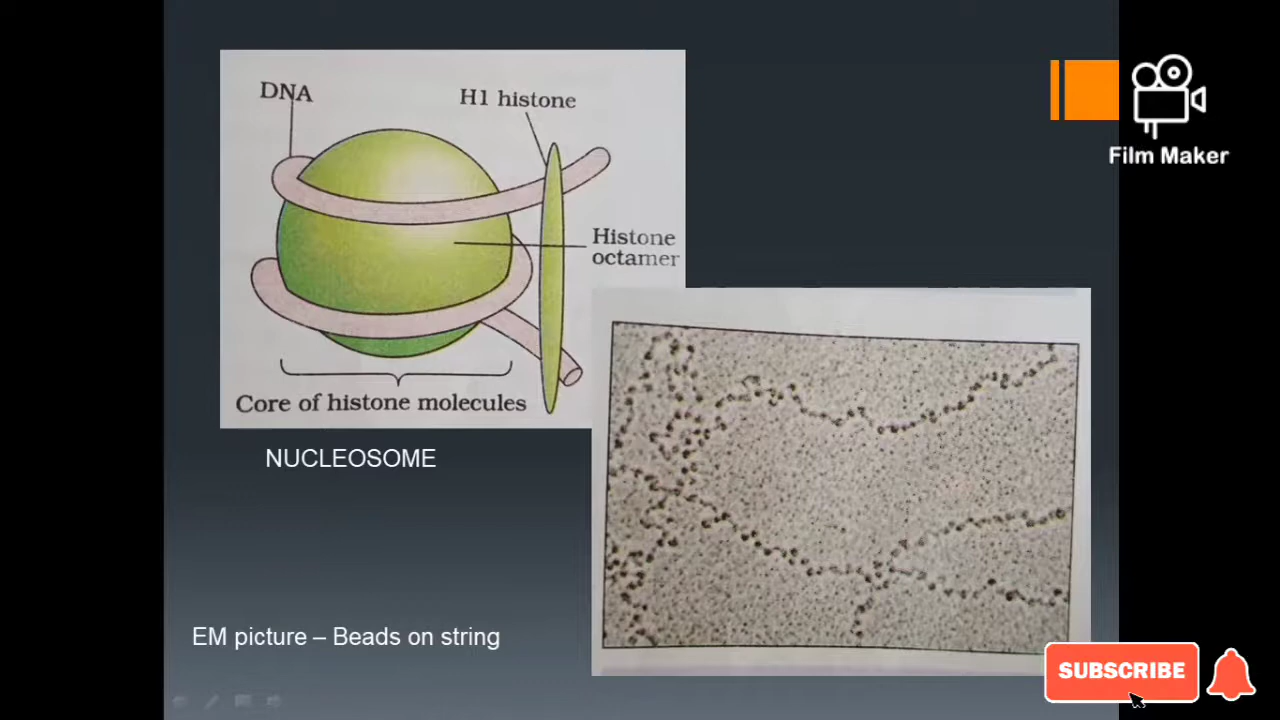 DNA
H1 histone
Histone
octamer
Core of histone molecules
NUCLEOSOME
EM picture – Beads on string
Film Maker
SUBSCRIBE